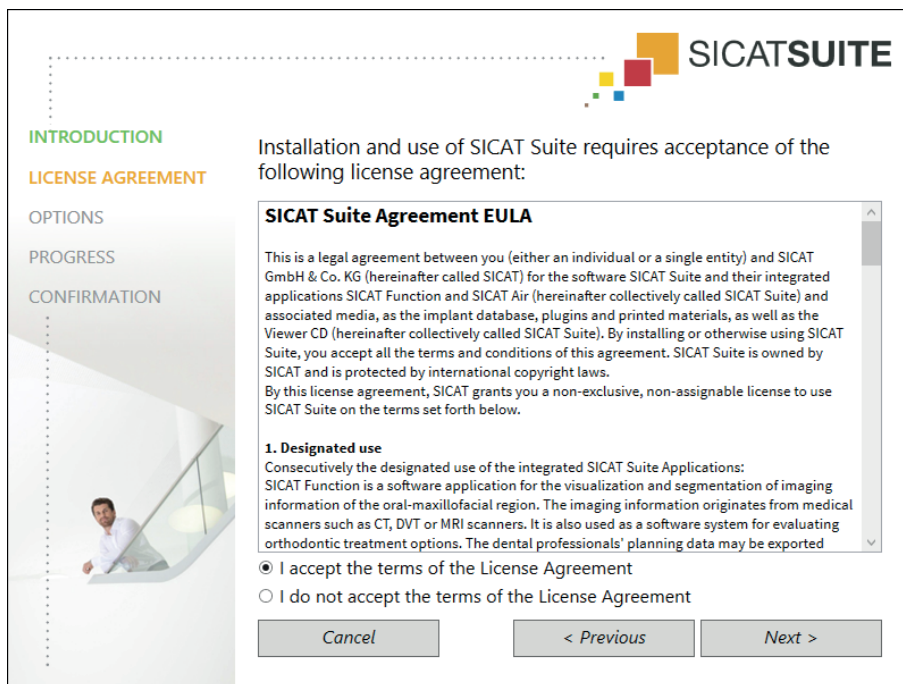 SICATSUITE
INTRODUCTION
LICENSE AGREEMENT
OPTIONS
PROGRESS
CONFIRMATION
Installation and use of SICAT Suite requires acceptance of the
following license agreement:
SICAT Suite Agreement EULA
This is a legal agreement between you (either an individual or a single entity) and SICAT
GmbH & Co. KG (hereinafter called SICAT) for the software SICAT Suite and their integrated
applications SICAT Function and SICAT Air (hereinafter collectively called SICAT Suite) and
associated media, as the implant database, plugins and printed materials, as well as the
Viewer CD (hereinafter collectively called SICAT Suite). By installing or otherwise using SICAT
Suite, you accept all the terms and conditions of this agreement. SICAT Suite is owned by
SICAT and is protected by international copyright laws.
By this license agreement, SICAT grants you a non-exclusive, non-assignable license to use
SICAT Suite on the terms set forth below.
1. Designated use
Consecutively the designated use of the integrated SICAT Suite Applications:
SICAT Function is a software application for the visualization and segmentation of imaging
information of the oral-maxillofacial region. The imaging information originates from medical
scanners such as CT, DVT or MRI scanners. It is also used as a software system for evaluating
orthodontic treatment options. The dental professionals' planning data may be exported
I accept the terms of the License Agreement
I do not accept the terms of the License Agreement
Cancel
< Previous
Next >